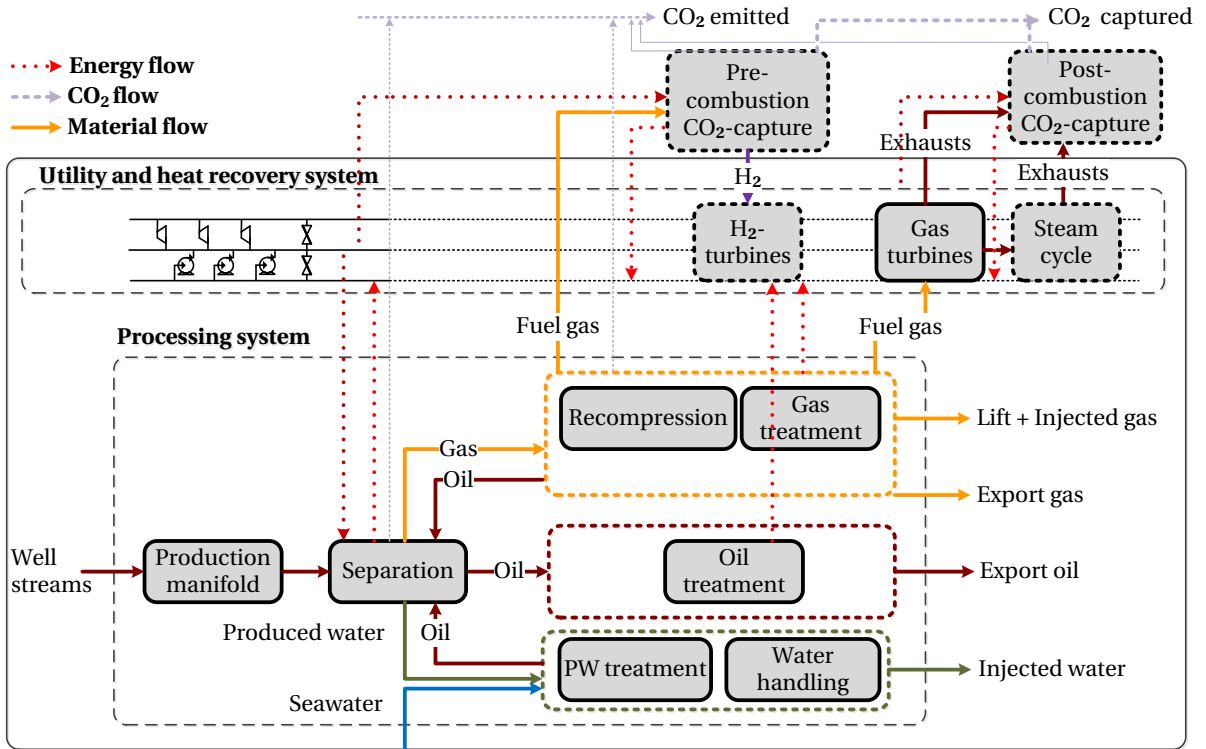 CO₂ emitted
CO₂ captured
Energy flow
CO₂ flow
Material flow
Pre-
combustion
CO₂-capture
Post-
combustion
CO₂-capture
Exhausts
Utility and heat recovery system
H₂
Exhausts
H₂-
turbines
Gas
turbines
Steam
cycle
Fuel gas
Fuel gas
Processing system
Recompression
Gas
treatment
Lift + Injected gas
Gas
Oil
Export gas
Well
streams
Production
manifold
Separation
Oil
Oil
treatment
Export oil
Produced water
Oil
PW treatment
Water
handling
Injected water
Seawater